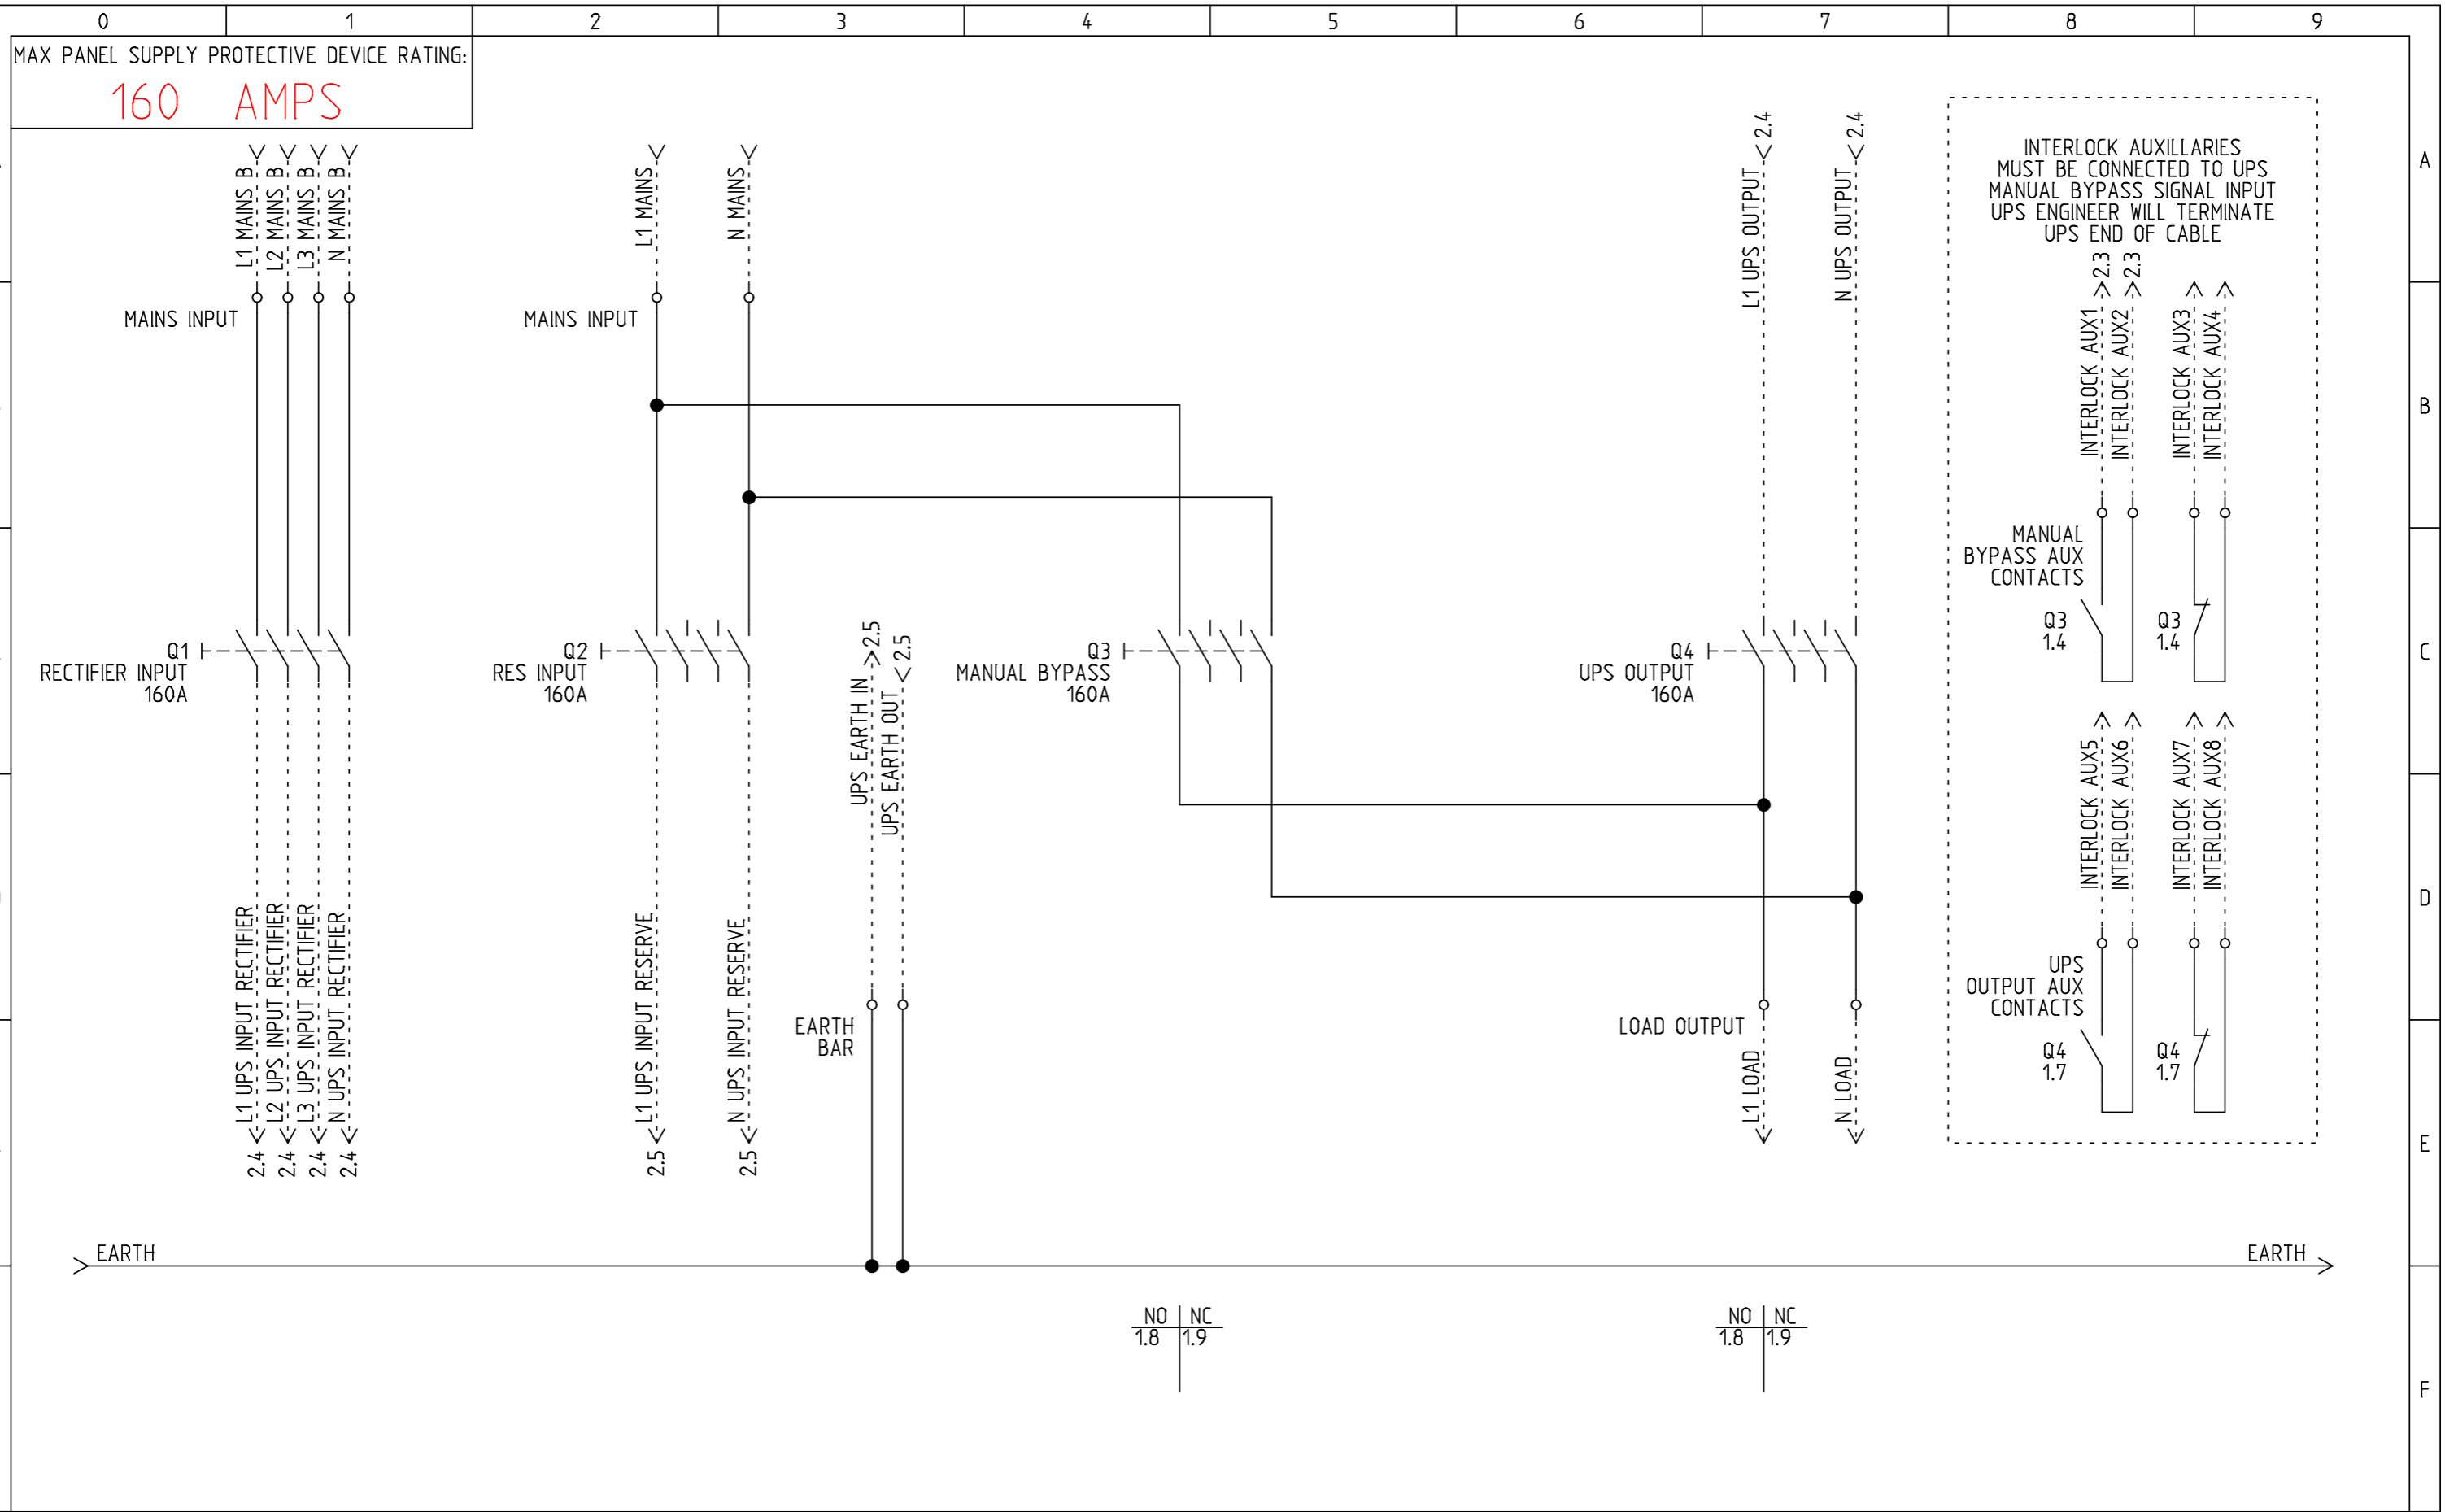 0 1 2 3 4 5 6 7 8 9
MAX PANEL SUPPLY PROTECTIVE DEVICE RATING:
160 AMPS
L1 MAINS B
L2 MAINS B
L3 MAINS B
N MAINS B
MAINS INPUT
Q1
RECTIFIER INPUT
160A
L1 UPS INPUT RECTIFIER
L2 UPS INPUT RECTIFIER
L3 UPS INPUT RECTIFIER
N UPS INPUT RECTIFIER
2.4
2.4
2.4
2.4
L1 MAINS
N MAINS
MAINS INPUT
Q2
RES INPUT
160A
L1 UPS INPUT RESERVE
N UPS INPUT RESERVE
2.5
2.5
2.5
2.5
UPS EARTH IN
UPS EARTH OUT
EARTH
BAR
Q3
MANUAL BYPASS
160A
2.4
2.4
L1 UPS OUTPUT
N UPS OUTPUT
Q4
UPS OUTPUT
160A
LOAD OUTPUT
L1 LOAD
N LOAD
INTERLOCK AUXILLARIES
MUST BE CONNECTED TO UPS
MANUAL BYPASS SIGNAL INPUT
UPS ENGINEER WILL TERMINATE
UPS END OF CABLE
2.3
2.3
INTERLOCK AUX1
INTERLOCK AUX2
INTERLOCK AUX3
INTERLOCK AUX4
MANUAL
BYPASS AUX
CONTACTS
Q3
1.4
Q3
1.4
INTERLOCK AUX5
INTERLOCK AUX6
INTERLOCK AUX7
INTERLOCK AUX8
UPS
OUTPUT AUX
CONTACTS
Q4
1.7
Q4
1.7
EARTH
EARTH
NO NC
1.8 1.9
NO NC
1.8 1.9
A
B
C
D
E
F